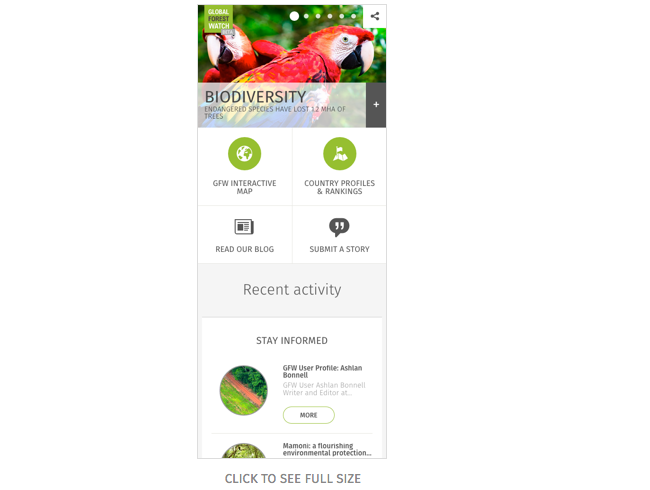 GLOBAL
FOREST
WATCH
BIODIVERSITY
ENDANGERED SPECIES HAVE LOST 1.2 MHA OF
TREES
GFW INTERACTIVE
MAP
COUNTRY PROFILES
& RANKINGS
READ OUR BLOG
SUBMIT A STORY
Recent activity
STAY INFORMED
GFW User Profile: Ashlan
Bonnell
GFW User Ashlan Bonnell
Writer and Editor at...
MORE
Mamoni: a flourishing
environmental protection...
CLICK TO SEE FULL SIZE